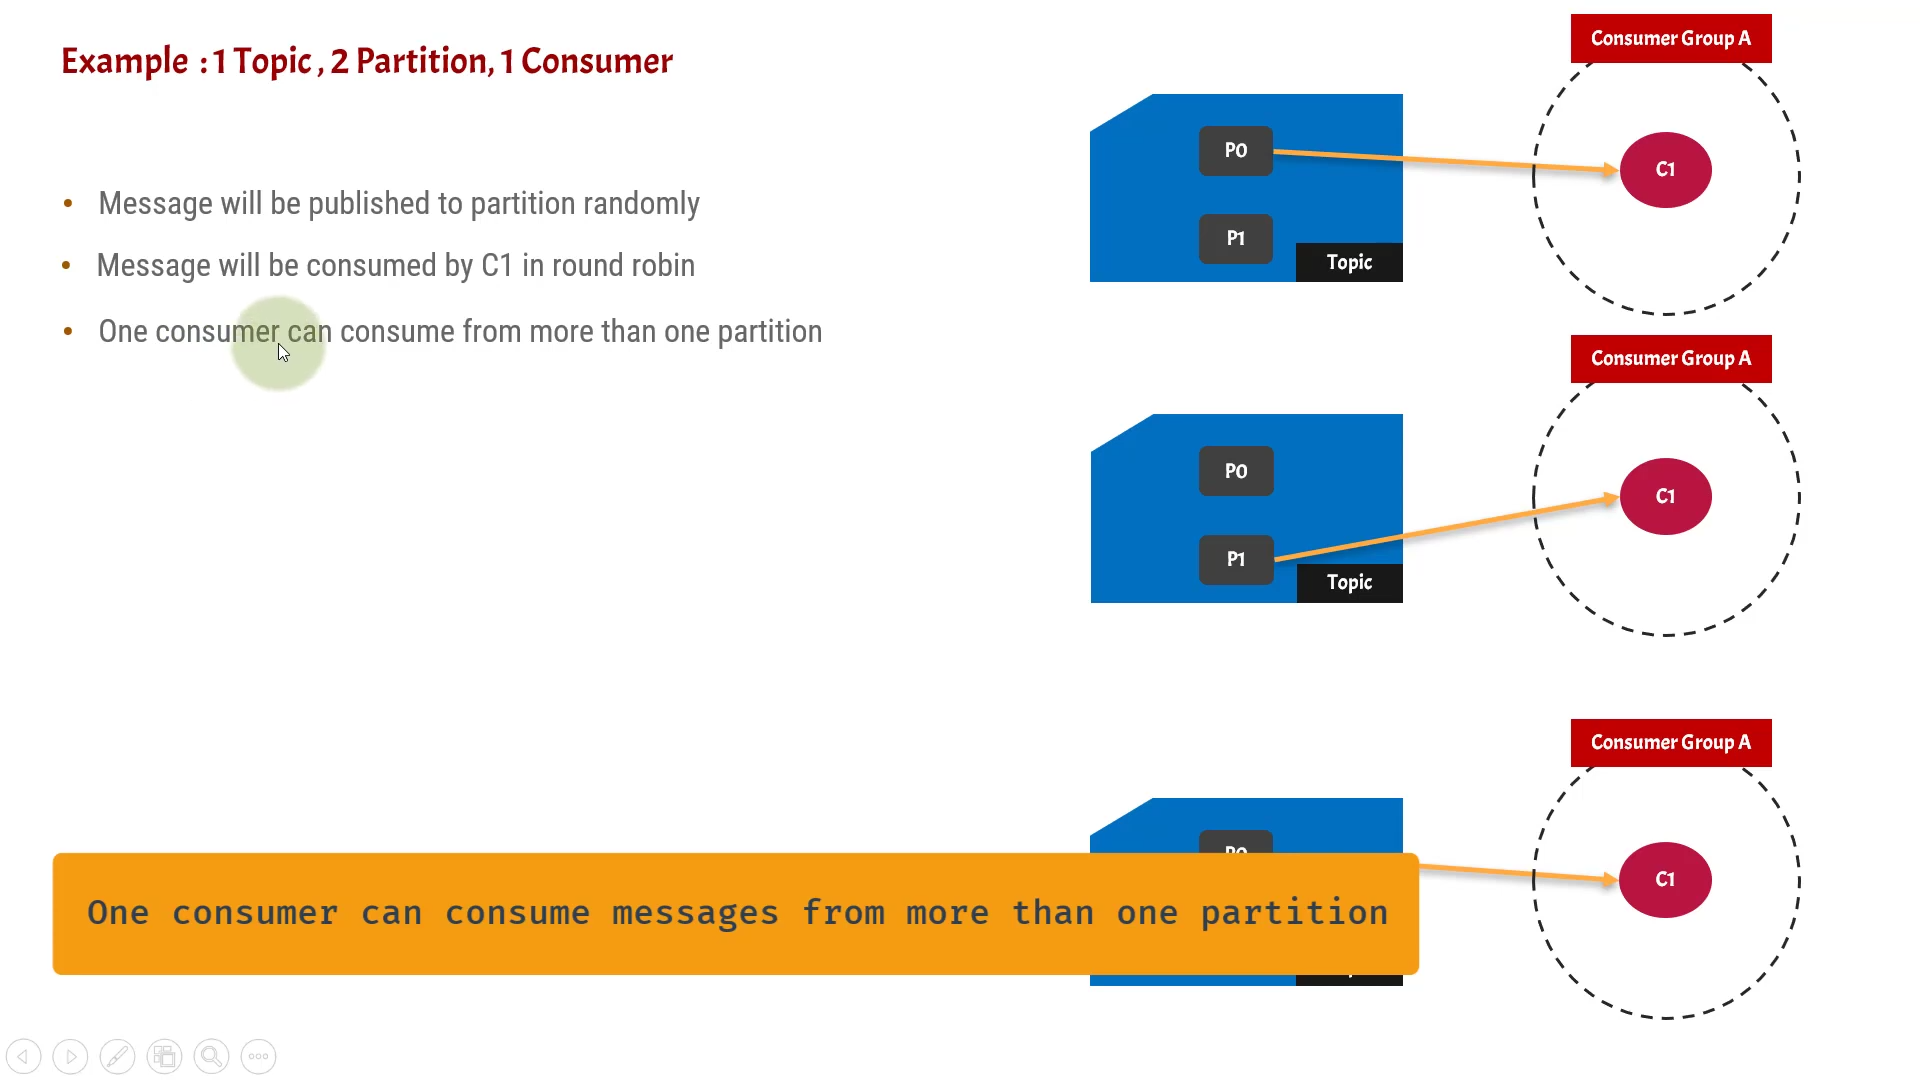 Example : 1 Topic , 2 Partition, 1 Consumer
• Message will be published to partition randomly
• Message will be consumed by C1 in round robin
• One consumer can consume from more than one partition
Consumer Group A
P0
C1
P1
Topic
Consumer Group A
P0
C1
P1
Topic
Consumer Group A
P0
C1
One consumer can consume messages from more than one partition